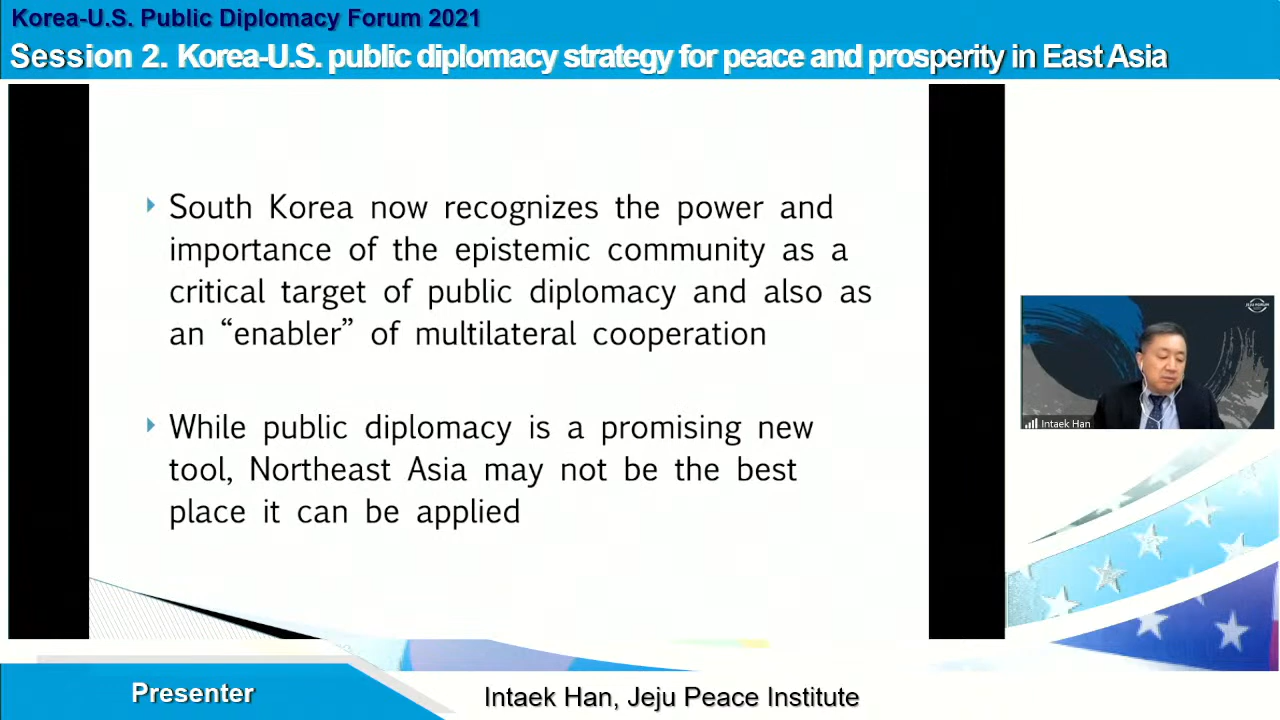 Korea-U.S. Public Diplomacy Forum 2021
Session 2. Korea-U.S. public diplomacy strategy for peace and prosperity in East Asia
South Korea now recognizes the power and
importance of the epistemic community as a
critical target of public diplomacy and also as
an “enabler” of multilateral cooperation
While public diplomacy is a promising new
tool, Northeast Asia may not be the best
place it can be applied
JEJU FORUM
Intaek Han
Presenter
Intaek Han, Jeju Peace Institute